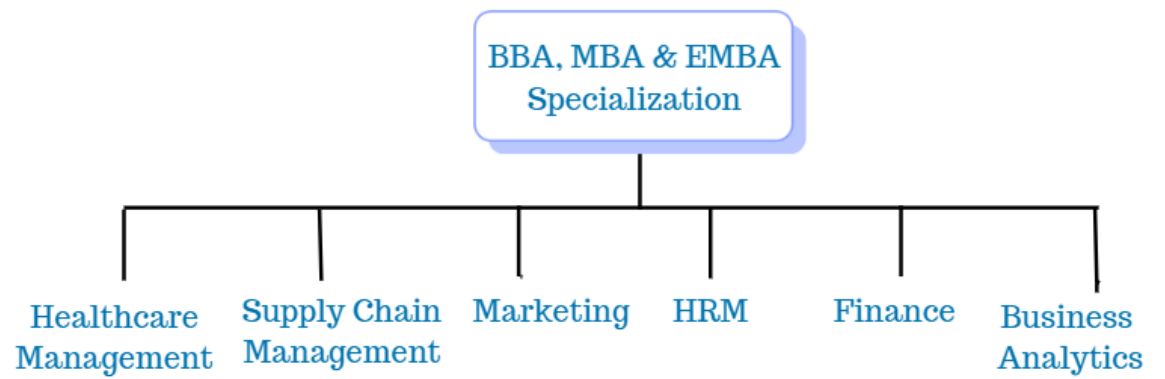 BBA, MBA & EMBA
Specialization
Healthcare
Management
Supply Chain
Management
Marketing
HRM
Finance
Business
Analytics